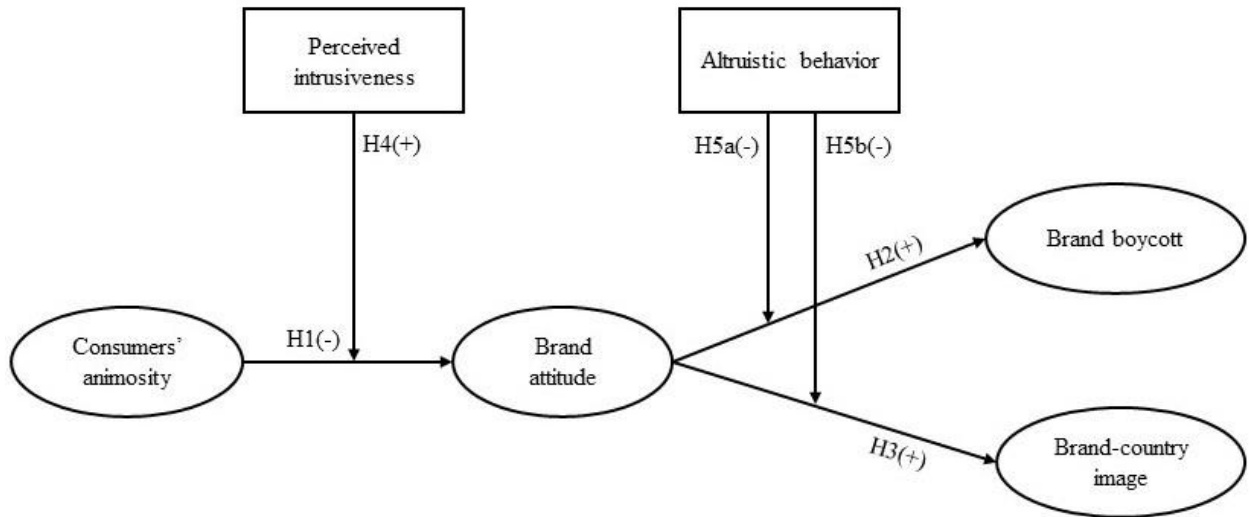 Perceived
intrusiveness
Altruistic behavior
H4(+)
H5a(-)
H5b(-)
H2(+)
Brand boycott
H1(-)
Consumers'
animosity
Brand
attitude
H3(+)
Brand-country
image